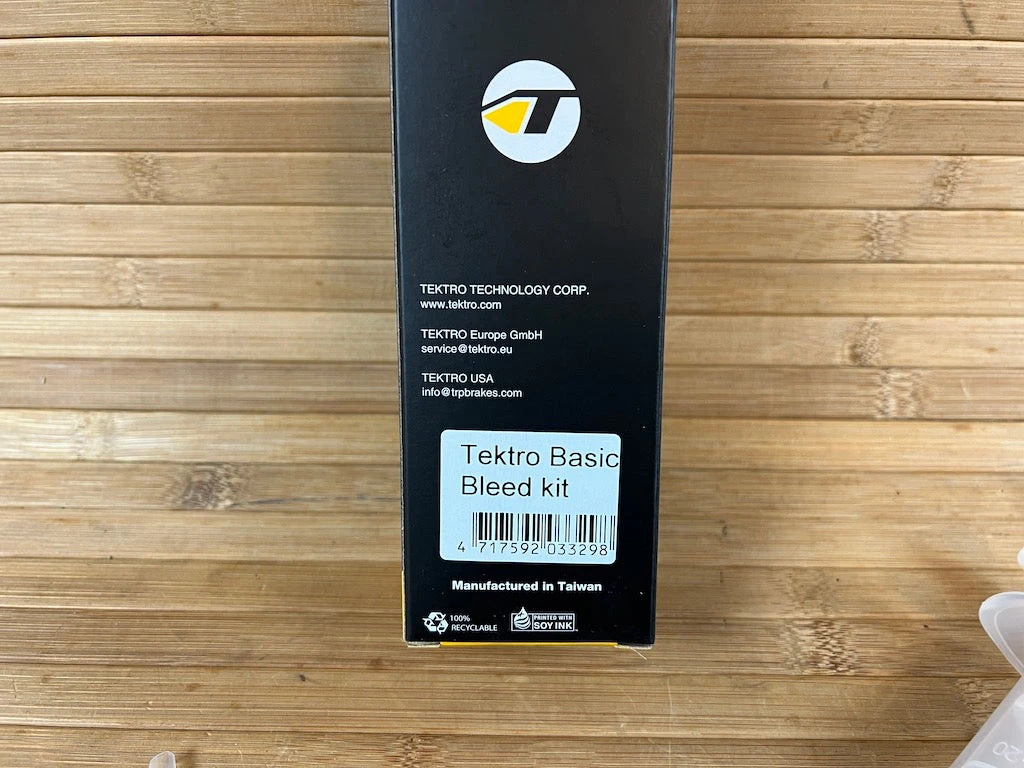 T
TEKTRO TECHNOLOGY CORP.
www.tektro.com
TEKTRO Europe GmbH
service@tektro.eu
TEKTRO USA
info@trpbrakes.com
Tektro Basic
Bleed kit
4 717592 033298
Manufactured in Taiwan
100%
RECYCLABLE
PRINTED WITH
SOY INK
20